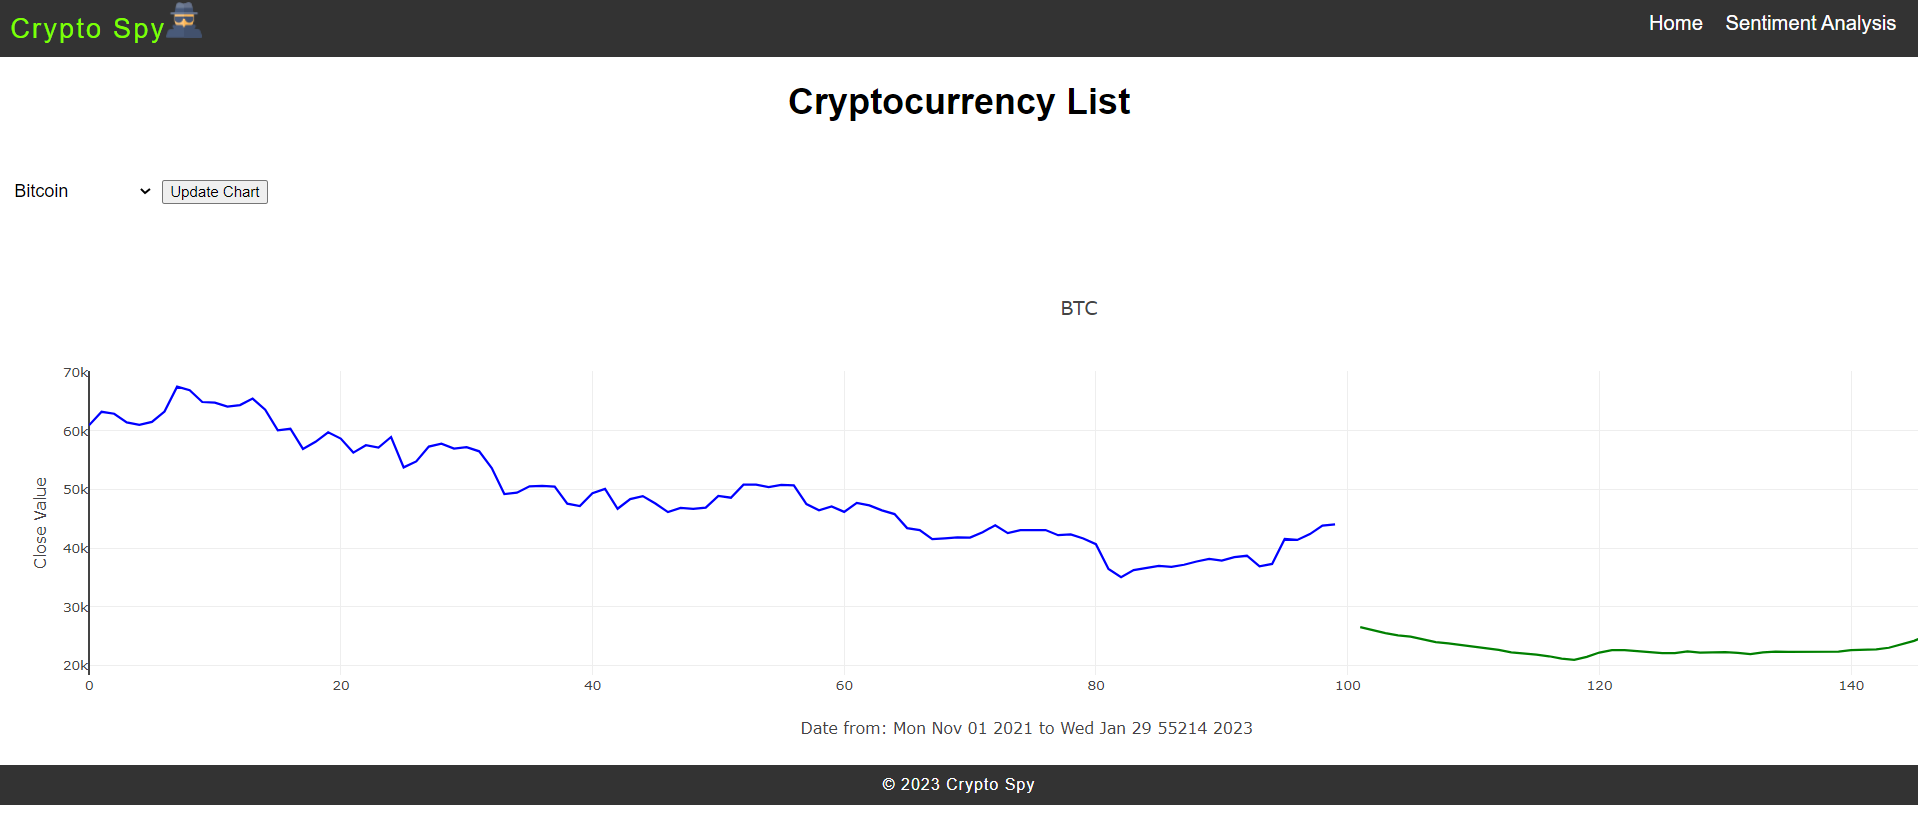 Crypto Spy
Home Sentiment Analysis
Cryptocurrency List
Bitcoin Update Chart
BTC
70k
60k
50k
40k
30k
20k
Close Value
0 20 40 60 80 100 120 140
Date from: Mon Nov 01 2021 to Wed Jan 29 55214 2023
© 2023 Crypto Spy